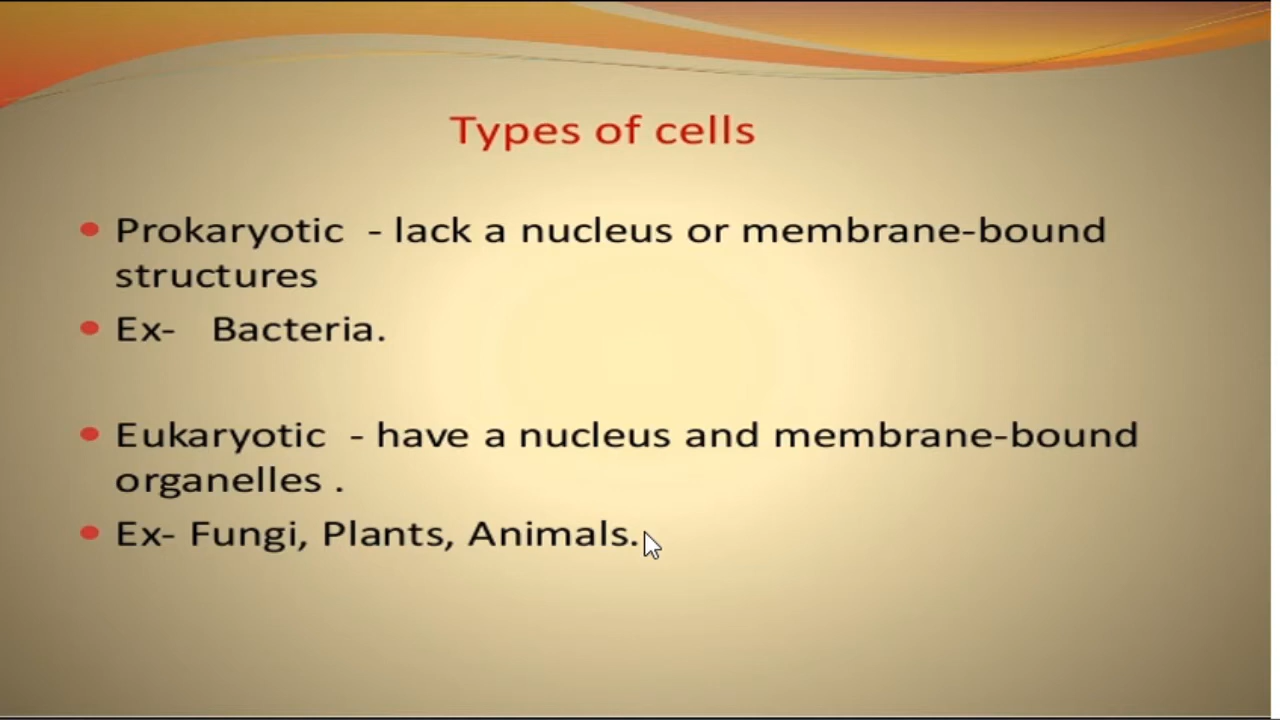 Types of cells
Prokaryotic - lack a nucleus or membrane-bound
structures
Ex- Bacteria.
Eukaryotic - have a nucleus and membrane-bound
organelles .
Ex- Fungi, Plants, Animals.